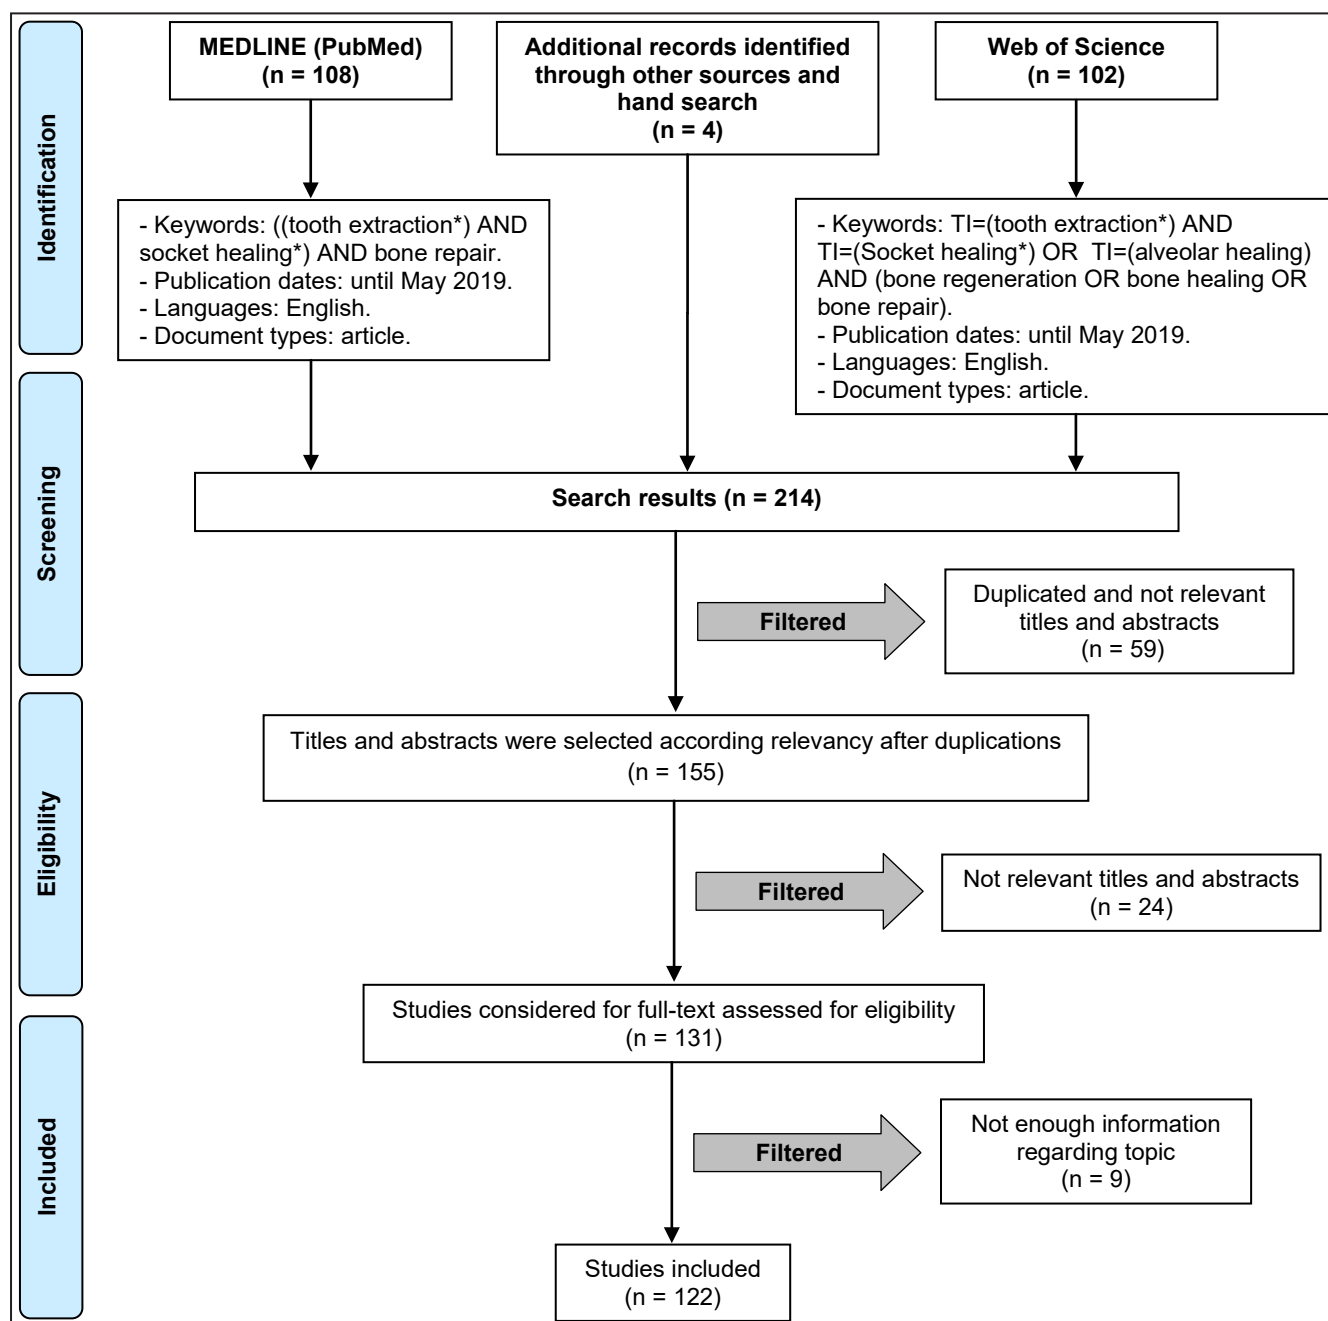 Identification
MEDLINE (PubMed)
(n = 108)
Additional records identified
through other sources and
hand search
(n = 4)
Web of Science
(n = 102)
- Keywords: ((tooth extraction*) AND
socket healing*) AND bone repair.
- Publication dates: until May 2019.
- Languages: English.
- Document types: article.
- Keywords: TI=(tooth extraction*) AND
TI=(Socket healing*) OR TI=(alveolar healing)
AND (bone regeneration OR bone healing OR
bone repair).
- Publication dates: until May 2019.
- Languages: English.
- Document types: article.
Screening
Search results (n = 214)
Filtered
Duplicated and not relevant
titles and abstracts
(n = 59)
Eligibility
Titles and abstracts were selected according relevancy after duplications
(n = 155)
Filtered
Not relevant titles and abstracts
(n = 24)
Studies considered for full-text assessed for eligibility
(n = 131)
Included
Filtered
Not enough information
regarding topic
(n = 9)
Studies included
(n = 122)